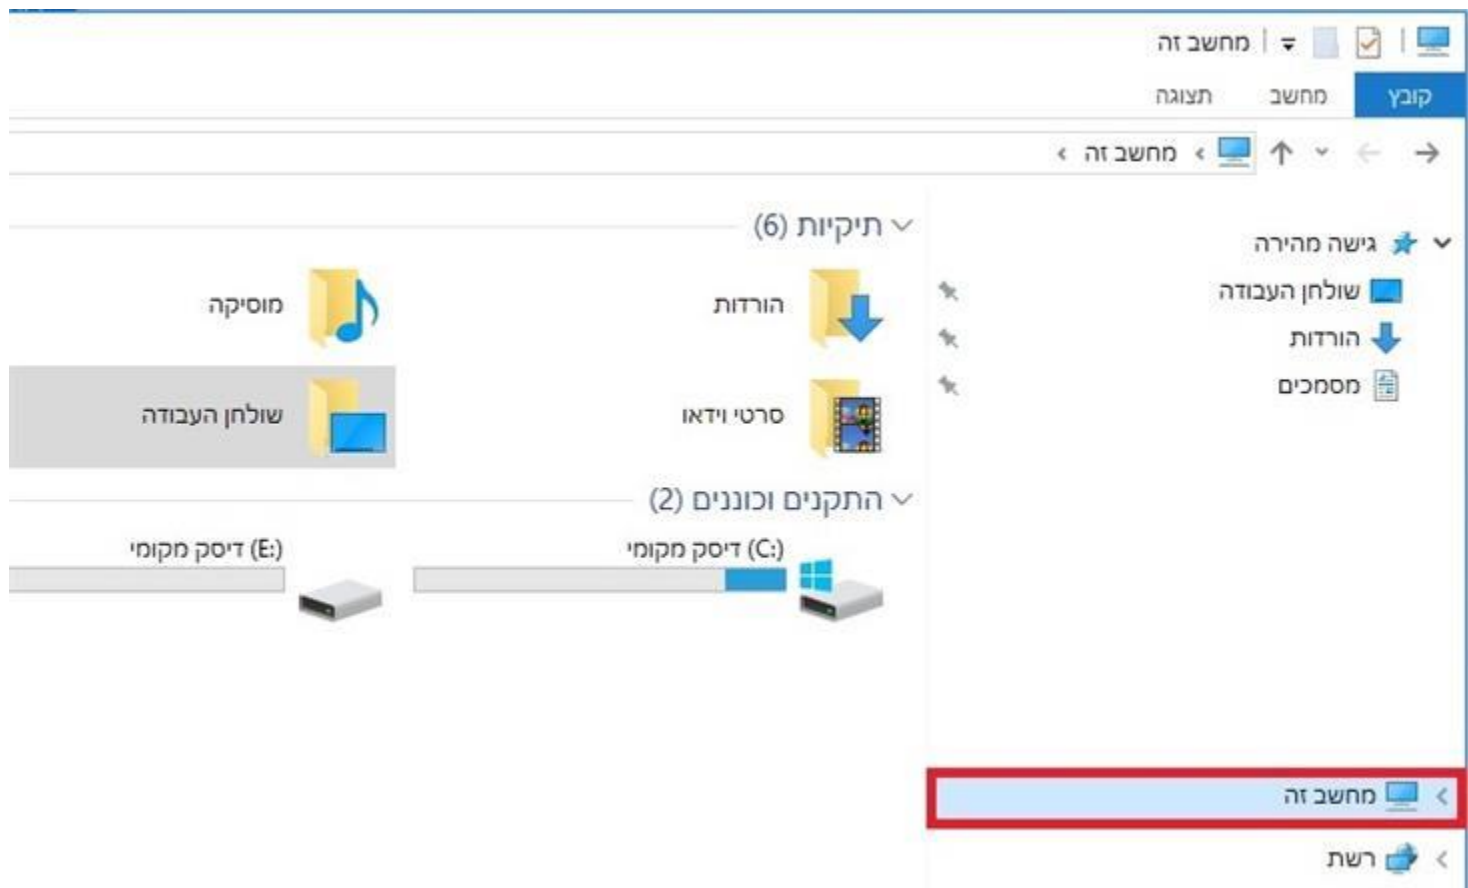 מחשב זה
קובץ מחשב תצוגה
מחשב זה
גישה מהירה
שולחן העבודה
הורדות
מסמכים
מחשב זה
רשת
תיקיות (6)
הורדות מוסיקה
סרטי וידאו שולחן העבודה
התקנים וכוננים (2)
דיסק מקומי (C:) דיסק מקומי (E:)